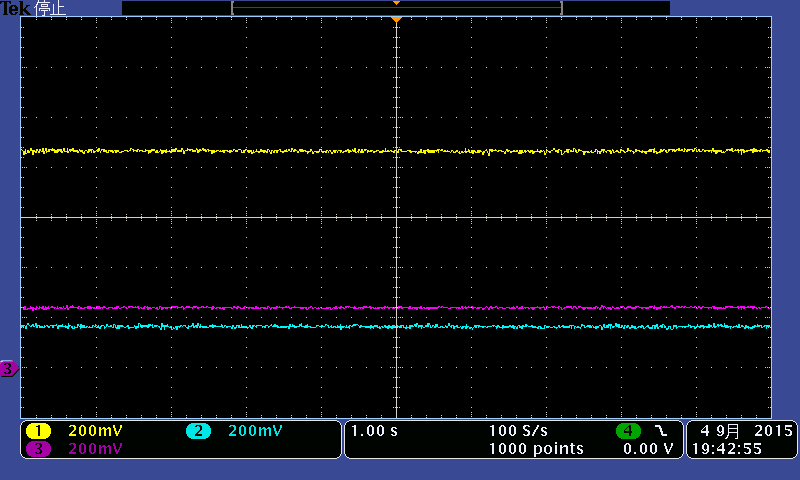 Tek 停止
3
1 200mV 2 200mV
3 200mV
1.00 s 100 S/s 4
1000 points 0.00 V
4 9月 2015
19:42:55